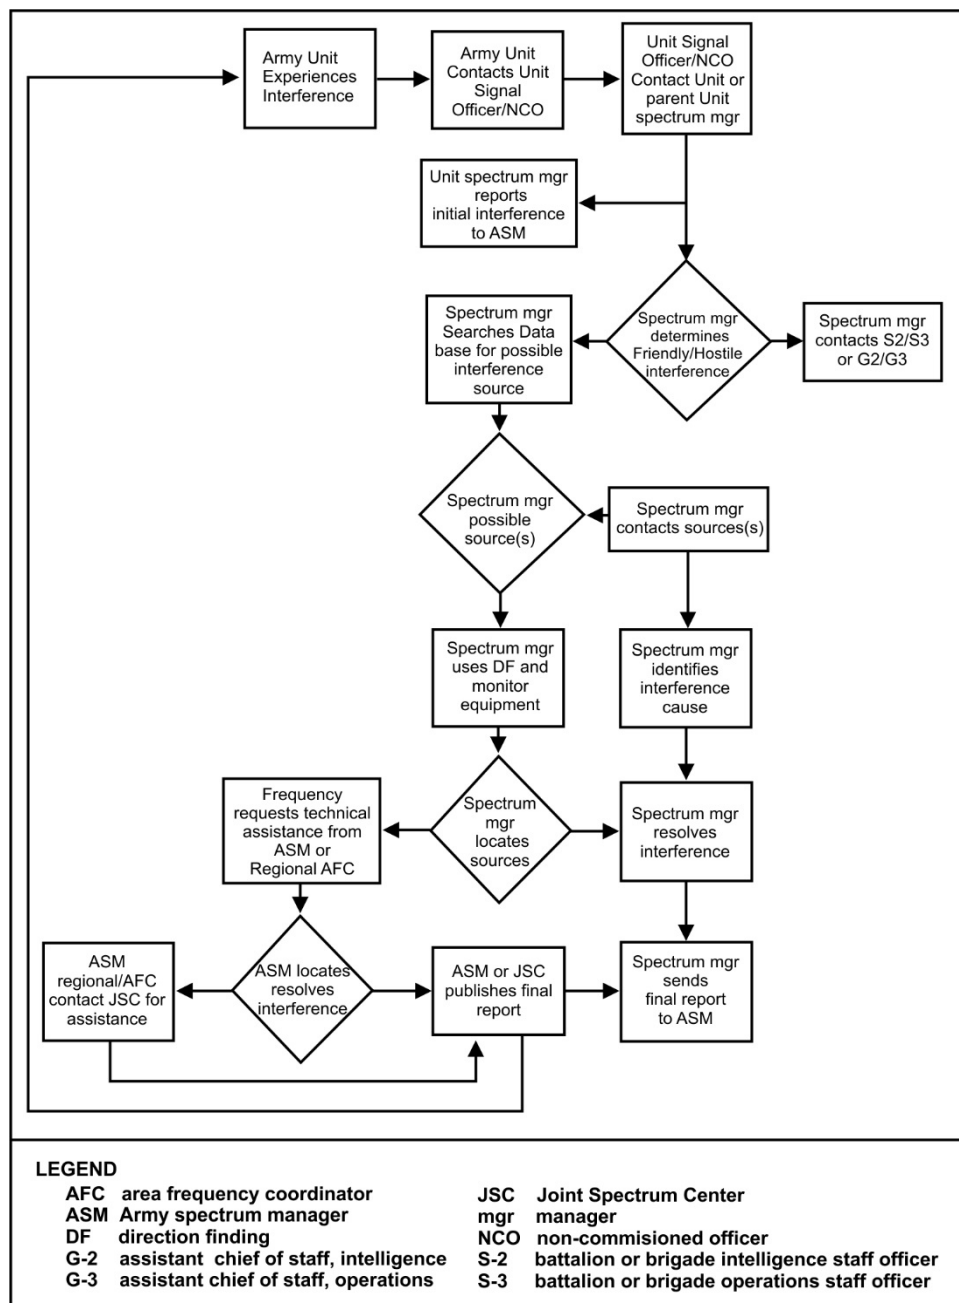 Army Unit
Experiences
Interference
Army Unit
Contacts Unit
Signal
Officer/NCO
Unit Signal
Officer/NCO
Contact Unit or
parent Unit
spectrum mgr
Unit spectrum mgr
reports
initial interference
to ASM
Spectrum mgr
Searches Data
base for possible
interference
source
Spectrum mgr
determines
Friendly/Hostile
interference
Spectrum mgr
contacts S2/S3
or G2/G3
Spectrum mgr
possible
source(s)
Spectrum mgr
contacts sources(s)
Spectrum mgr
uses DF and
monitor
equipment
Spectrum mgr
identifies
interference
cause
Frequency
requests technical
assistance from
ASM or
Regional AFC
Spectrum
mgr
locates
sources
Spectrum mgr
resolves
interference
ASM
regional/AFC
contact JSC for
assistance
ASM locates
resolves
interference
ASM or JSC
publishes final
report
Spectrum mgr
sends
final report
to ASM
LEGEND
AFC area frequency coordinator
ASM Army spectrum manager
DF direction finding
G-2 assistant chief of staff, intelligence
G-3 assistant chief of staff, operations
JSC Joint Spectrum Center
mgr manager
NCO non-commisioned officer
S-2 battalion or brigade intelligence staff officer
S-3 battalion or brigade operations staff officer